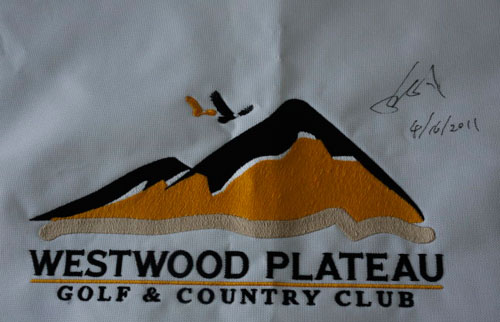 4/16/2011
WESTWOOD PLATEAU
GOLF & COUNTRY CLUB